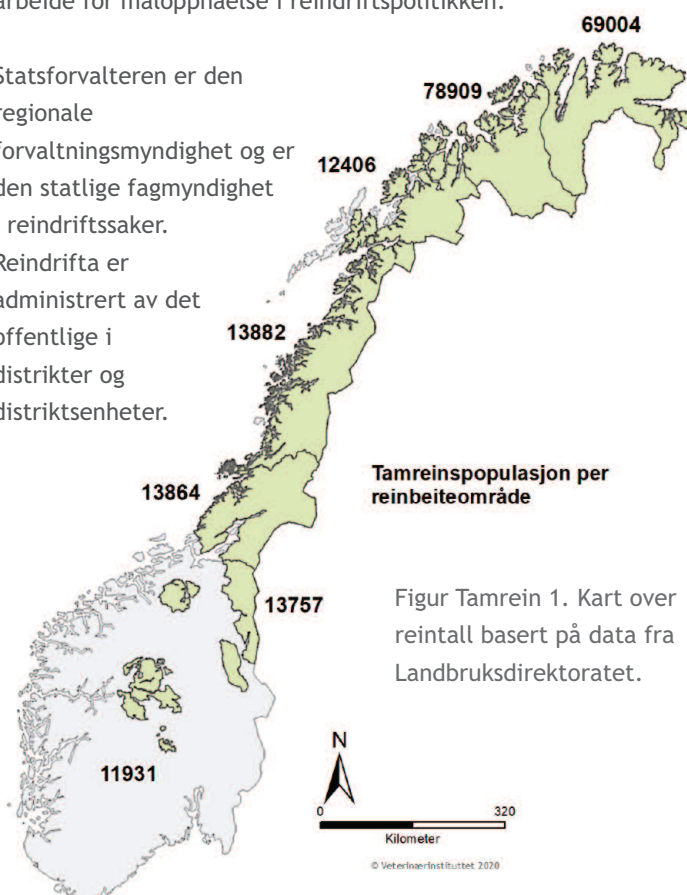 arbeide for måloppnåelse i reindriftspolitikken.
Statsforvalteren er den
regionale
forvaltningsmyndighet og er
den statlige fagmyndighet
i reindriftssaker.
Reindrifta er
administrert av det
offentlige i
distrikter og
distriktsenheter.
69004
78909
12406
13882
13864
13757
11931
Tamreinspopulasjon per
reinbeiteområde
Figur Tamrein 1. Kart over
reintall basert på data fra
Landbruksdirektoratet.
N
0 320
Kilometer
© Veterinærinstituttet 2020